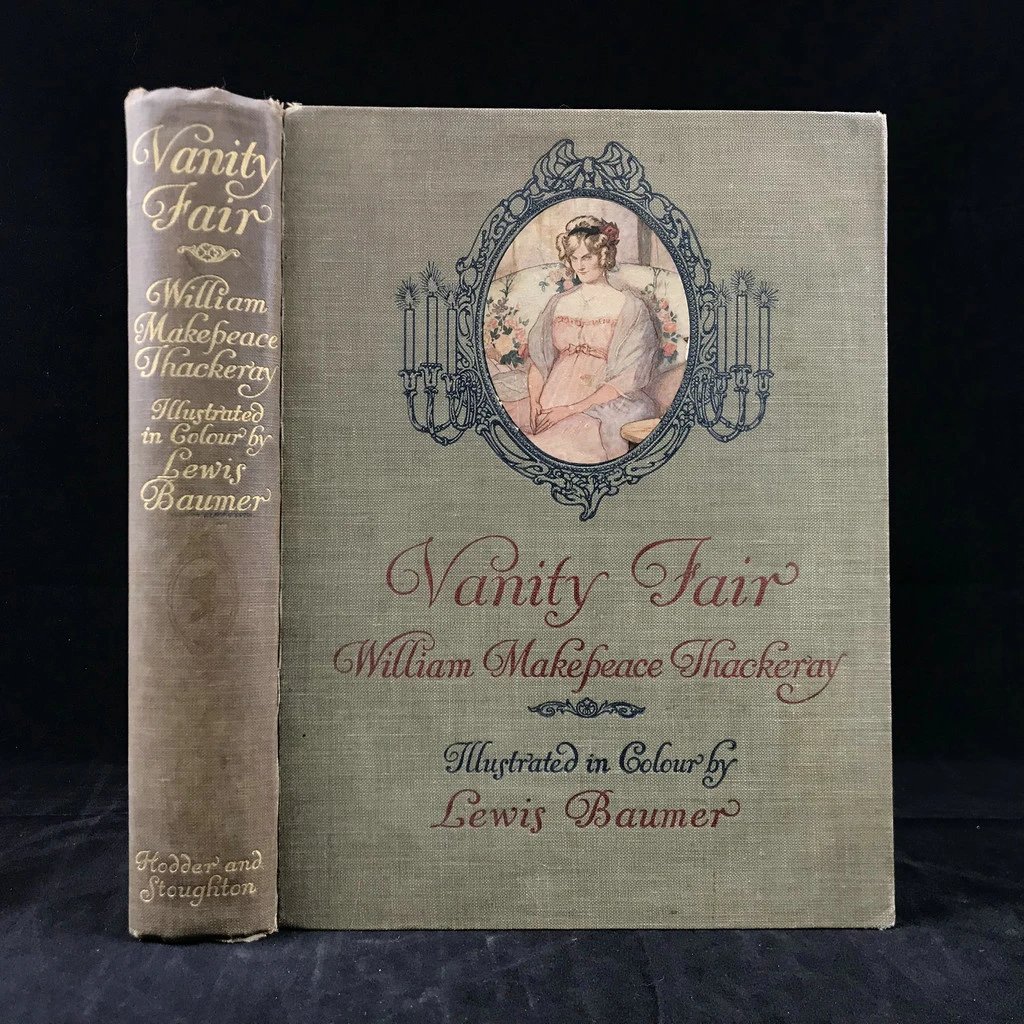 Vanity
Fair
William
Makepeace
Thackeray
Illustrated
in Colour by
Lewis
Baumer
Hodder and
Stoughton
Vanity Fair
William Makepeace Thackeray
Illustrated in Colour by
Lewis Baumer